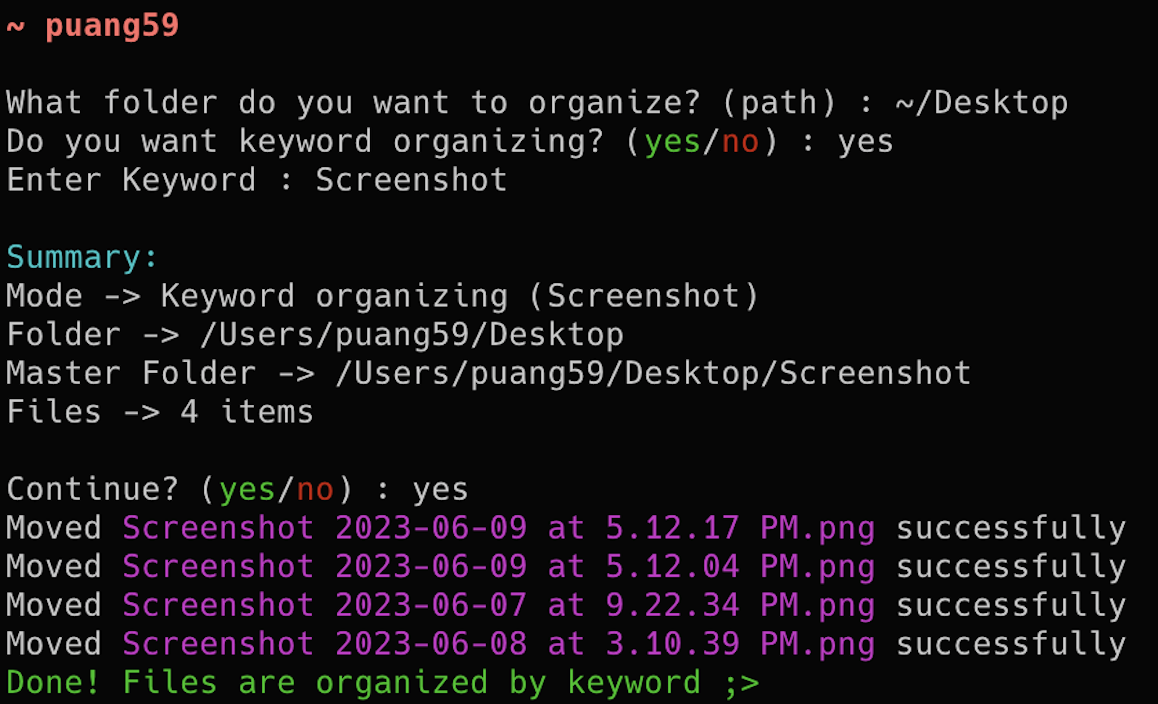 ~ puang59
What folder do you want to organize? (path) : ~/Desktop
Do you want keyword organizing? (yes/no) : yes
Enter Keyword : Screenshot
Summary:
Mode -> Keyword organizing (Screenshot)
Folder -> /Users/puang59/Desktop
Master Folder -> /Users/puang59/Desktop/Screenshot
Files -> 4 items
Continue? (yes/no) : yes
Moved Screenshot 2023-06-09 at 5.12.17 PM.png successfully
Moved Screenshot 2023-06-09 at 5.12.04 PM.png successfully
Moved Screenshot 2023-06-07 at 9.22.34 PM.png successfully
Moved Screenshot 2023-06-08 at 3.10.39 PM.png successfully
Done! Files are organized by keyword ;>